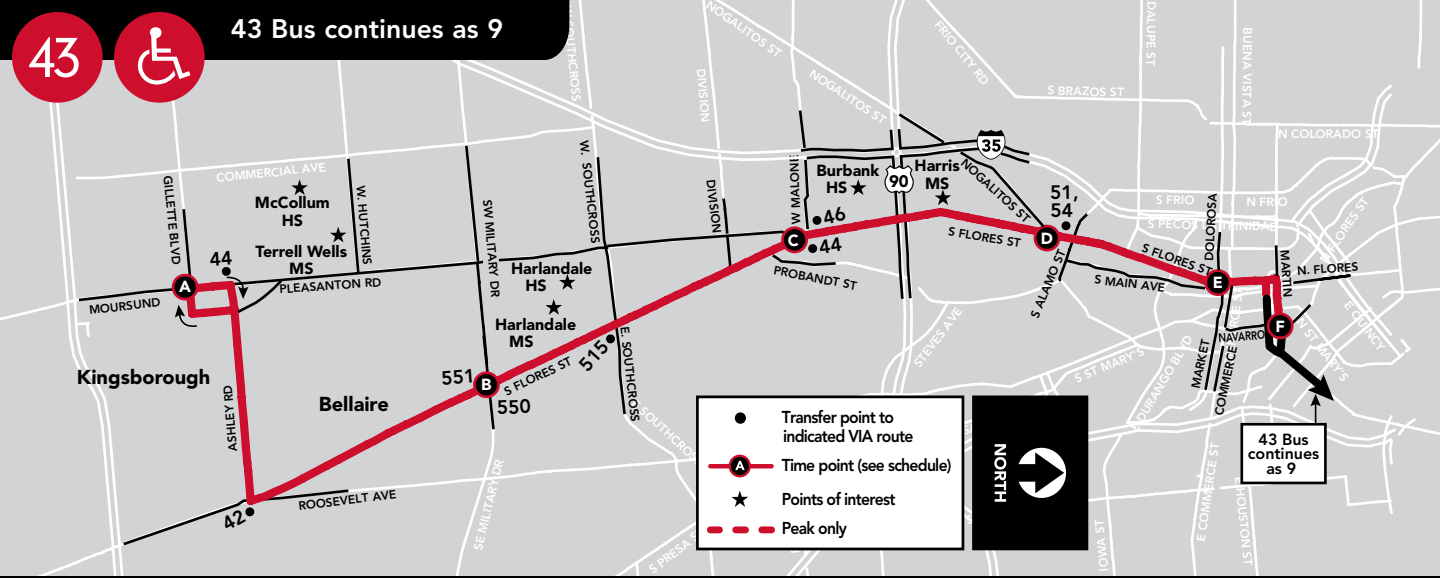 43
43 Bus continues as 9
W SOUTHCROSS
NOGALITOS ST
FRIO CITY RD
BUENA VISTA ST
DIVISION
NOGALITOS ST
S BRAZOS ST
N COLORADO ST
35
COMMERCIAL AVE
GILLETTE BLVD
McCollum
HS
W. HUTCHINS
W. SOUTHCROSS
DIVISION
W MALONE
Burbank
HS
90
Harris
MS
NOGALITOS ST
51,
54
S FRIO
N FRIO
S PECOS
N FLORES ST
DOLOROSA
MARTIN
44
Terrell Wells
MS
SW MILITARY DR
46
44
C
S FLORES ST
D
S FLORES ST
Harlandale
HS
A
MOURSUND
PLEASANTON RD
PROBANDT ST
S ALAMO ST
S MAIN AVE
E
N. FLORES
Harlandale
MS
E QUINCY
F
NAVARRO
N ST MARY'S
STEVES AVE
515
E. SOUTHCROSS
Kingsborough
551
B
S FLORES ST
550
S ST MARY'S
DURANGO BLVD
MARKET
COMMERCE
ASHLEY RD
Bellaire
SOUTHCROSS
Transfer point to
indicated VIA route
A
Time point (see schedule)
Points of interest
Peak only
NORTH
43 Bus
continues
as 9
ROOSEVELT AVE
42
SE MILITARY DR
S PRESA
IOWA ST
E COMMERCE ST
E HOUSTON ST